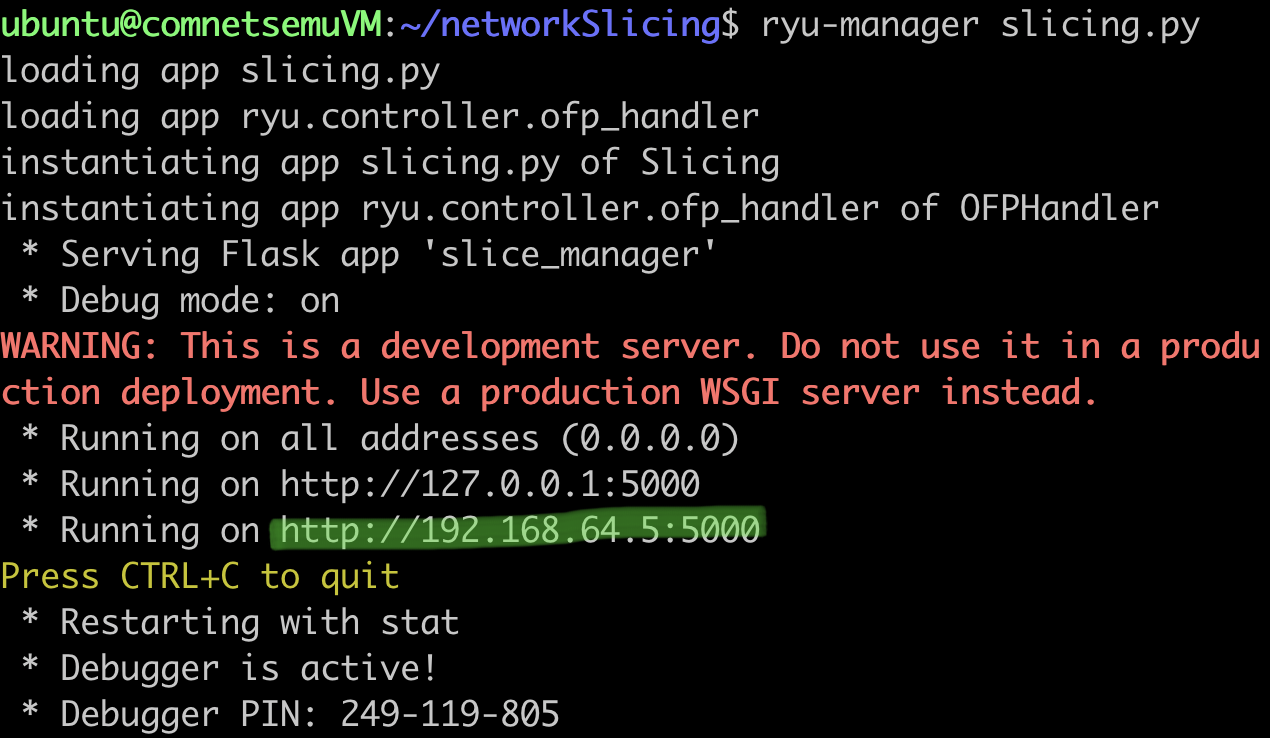 ubuntu@comnetsemuVM:~/networkSlicing$ ryu-manager slicing.py
loading app slicing.py
loading app ryu.controller.ofp_handler
instantiating app slicing.py of Slicing
instantiating app ryu.controller.ofp_handler of OFPHandler
 * Serving Flask app 'slice_manager'
 * Debug mode: on
WARNING: This is a development server. Do not use it in a produ
ction deployment. Use a production WSGI server instead.
 * Running on all addresses (0.0.0.0)
 * Running on http://127.0.0.1:5000
 * Running on http://192.168.64.5:5000
Press CTRL+C to quit
 * Restarting with stat
 * Debugger is active!
 * Debugger PIN: 249-119-805